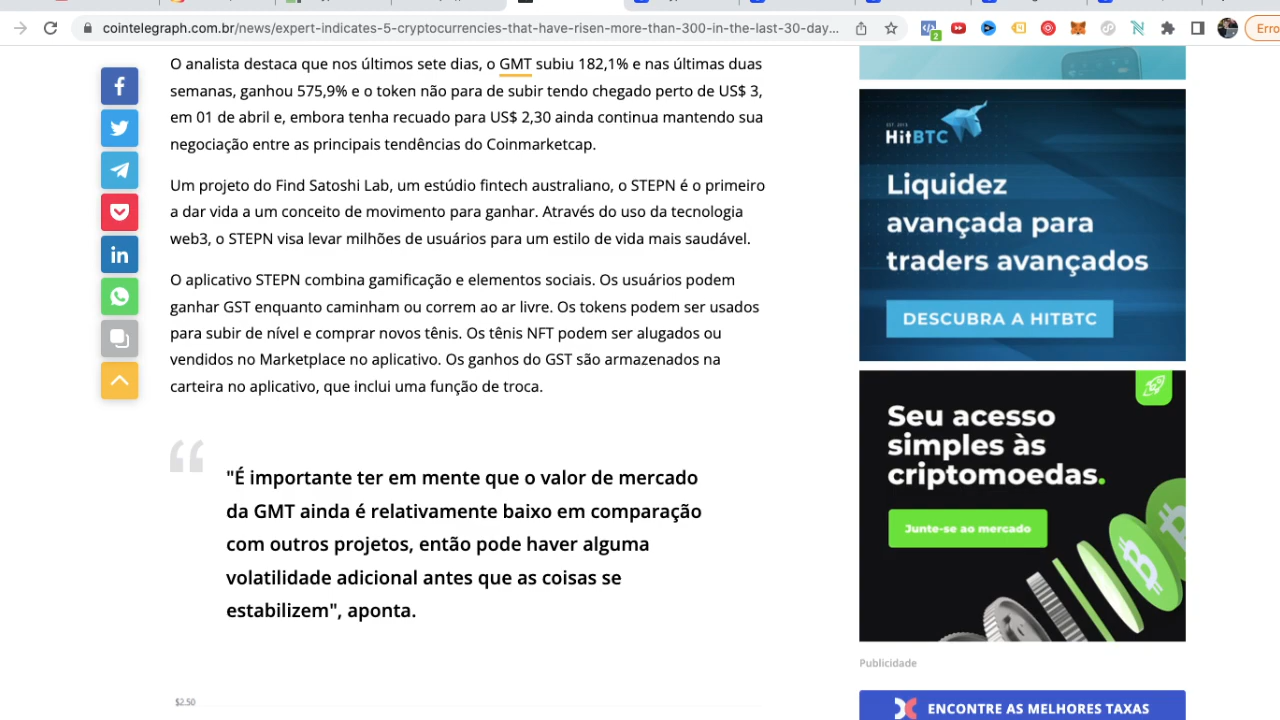 cointelegraph.com.br/news/expert-indicates-5-cryptocurrencies-that-have-risen-more-than-300-in-the-last-30-day...
2
Erro
O analista destaca que nos últimos sete dias, o GMT subiu 182,1% e nas últimas duas
semanas, ganhou 575,9% e o token não para de subir tendo chegado perto de US$ 3,
em 01 de abril e, embora tenha recuado para US$ 2,30 ainda continua mantendo sua
negociação entre as principais tendências do Coinmarketcap.
Um projeto do Find Satoshi Lab, um estúdio fintech australiano, o STEPN é o primeiro
a dar vida a um conceito de movimento para ganhar. Através do uso da tecnologia
web3, o STEPN visa levar milhões de usuários para um estilo de vida mais saudável.
O aplicativo STEPN combina gamificação e elementos sociais. Os usuários podem
ganhar GST enquanto caminham ou correm ao ar livre. Os tokens podem ser usados
para subir de nível e comprar novos tênis. Os tênis NFT podem ser alugados ou
vendidos no Marketplace no aplicativo. Os ganhos do GST são armazenados na
carteira no aplicativo, que inclui uma função de troca.
"É importante ter em mente que o valor de mercado
da GMT ainda é relativamente baixo em comparação
com outros projetos, então pode haver alguma
volatilidade adicional antes que as coisas se
estabilizem", aponta.
$2.50
HitBTC
Liquidez
avançada para
traders avançados
DESCUBRA A HITBTC
Seu acesso
simples às
criptomoedas.
Junte-se ao mercado
Publicidade
ENCONTRE AS MELHORES TAXAS